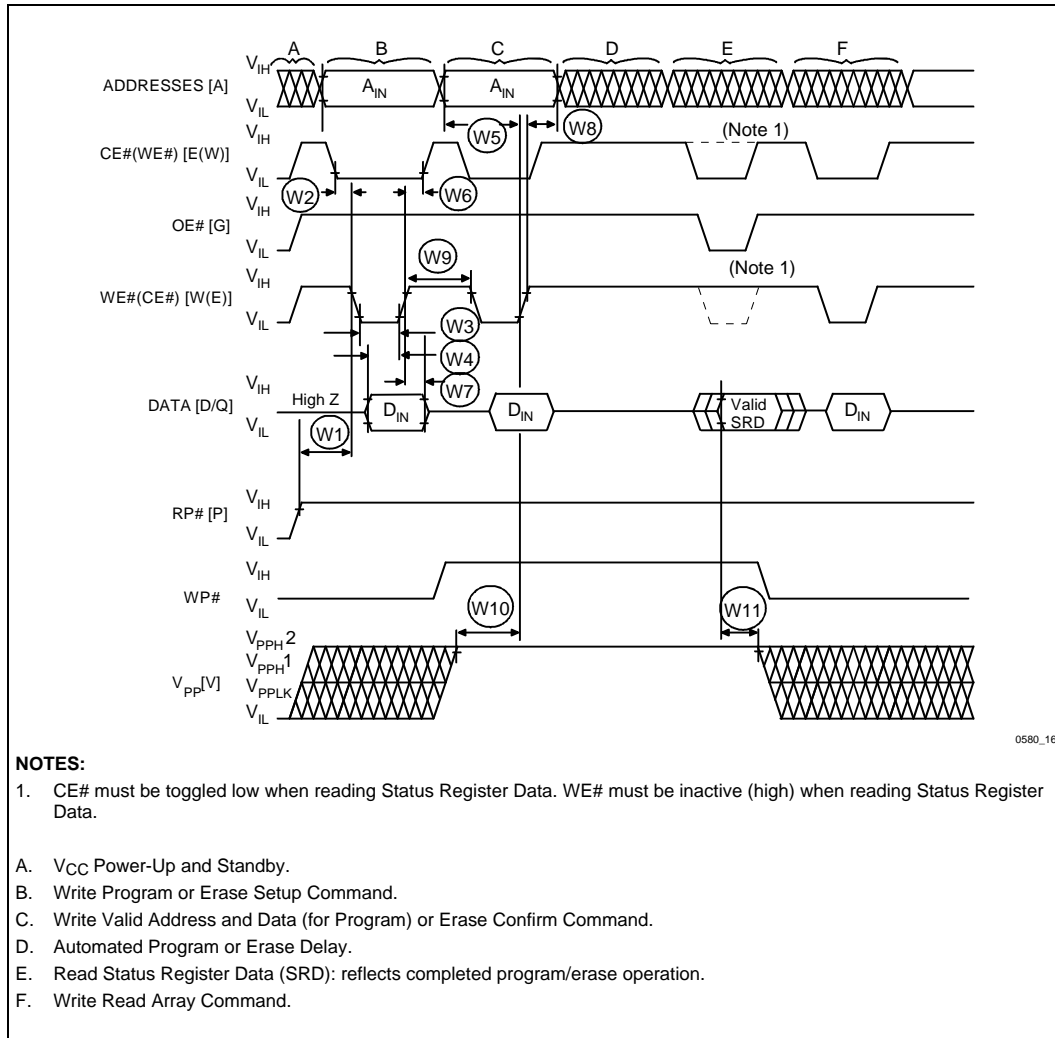 A B C D E F
V_IH
ADDRESSES [A] A_IN A_IN
V_IL
W5 W8
V_IH (Note 1)
CE#(WE#) [E(W)]
V_IL
W2 W6
V_IH
OE# [G]
V_IL
W9
V_IH (Note 1)
WE#(CE#) [W(E)]
V_IL
W3
W4
W7
V_IH
High Z
DATA [D/Q] D_IN D_IN Valid SRD D_IN
V_IL
W1
V_IH
RP# [P]
V_IL
V_IH
WP#
V_IL
W10 W11
V_PPH 2
V_PPH 1
V_PP [V] V_PPLK
V_IL
0580_16
NOTES:
1. CE# must be toggled low when reading Status Register Data. WE# must be inactive (high) when reading Status Register
Data.
A. V_CC Power-Up and Standby.
B. Write Program or Erase Setup Command.
C. Write Valid Address and Data (for Program) or Erase Confirm Command.
D. Automated Program or Erase Delay.
E. Read Status Register Data (SRD): reflects completed program/erase operation.
F. Write Read Array Command.